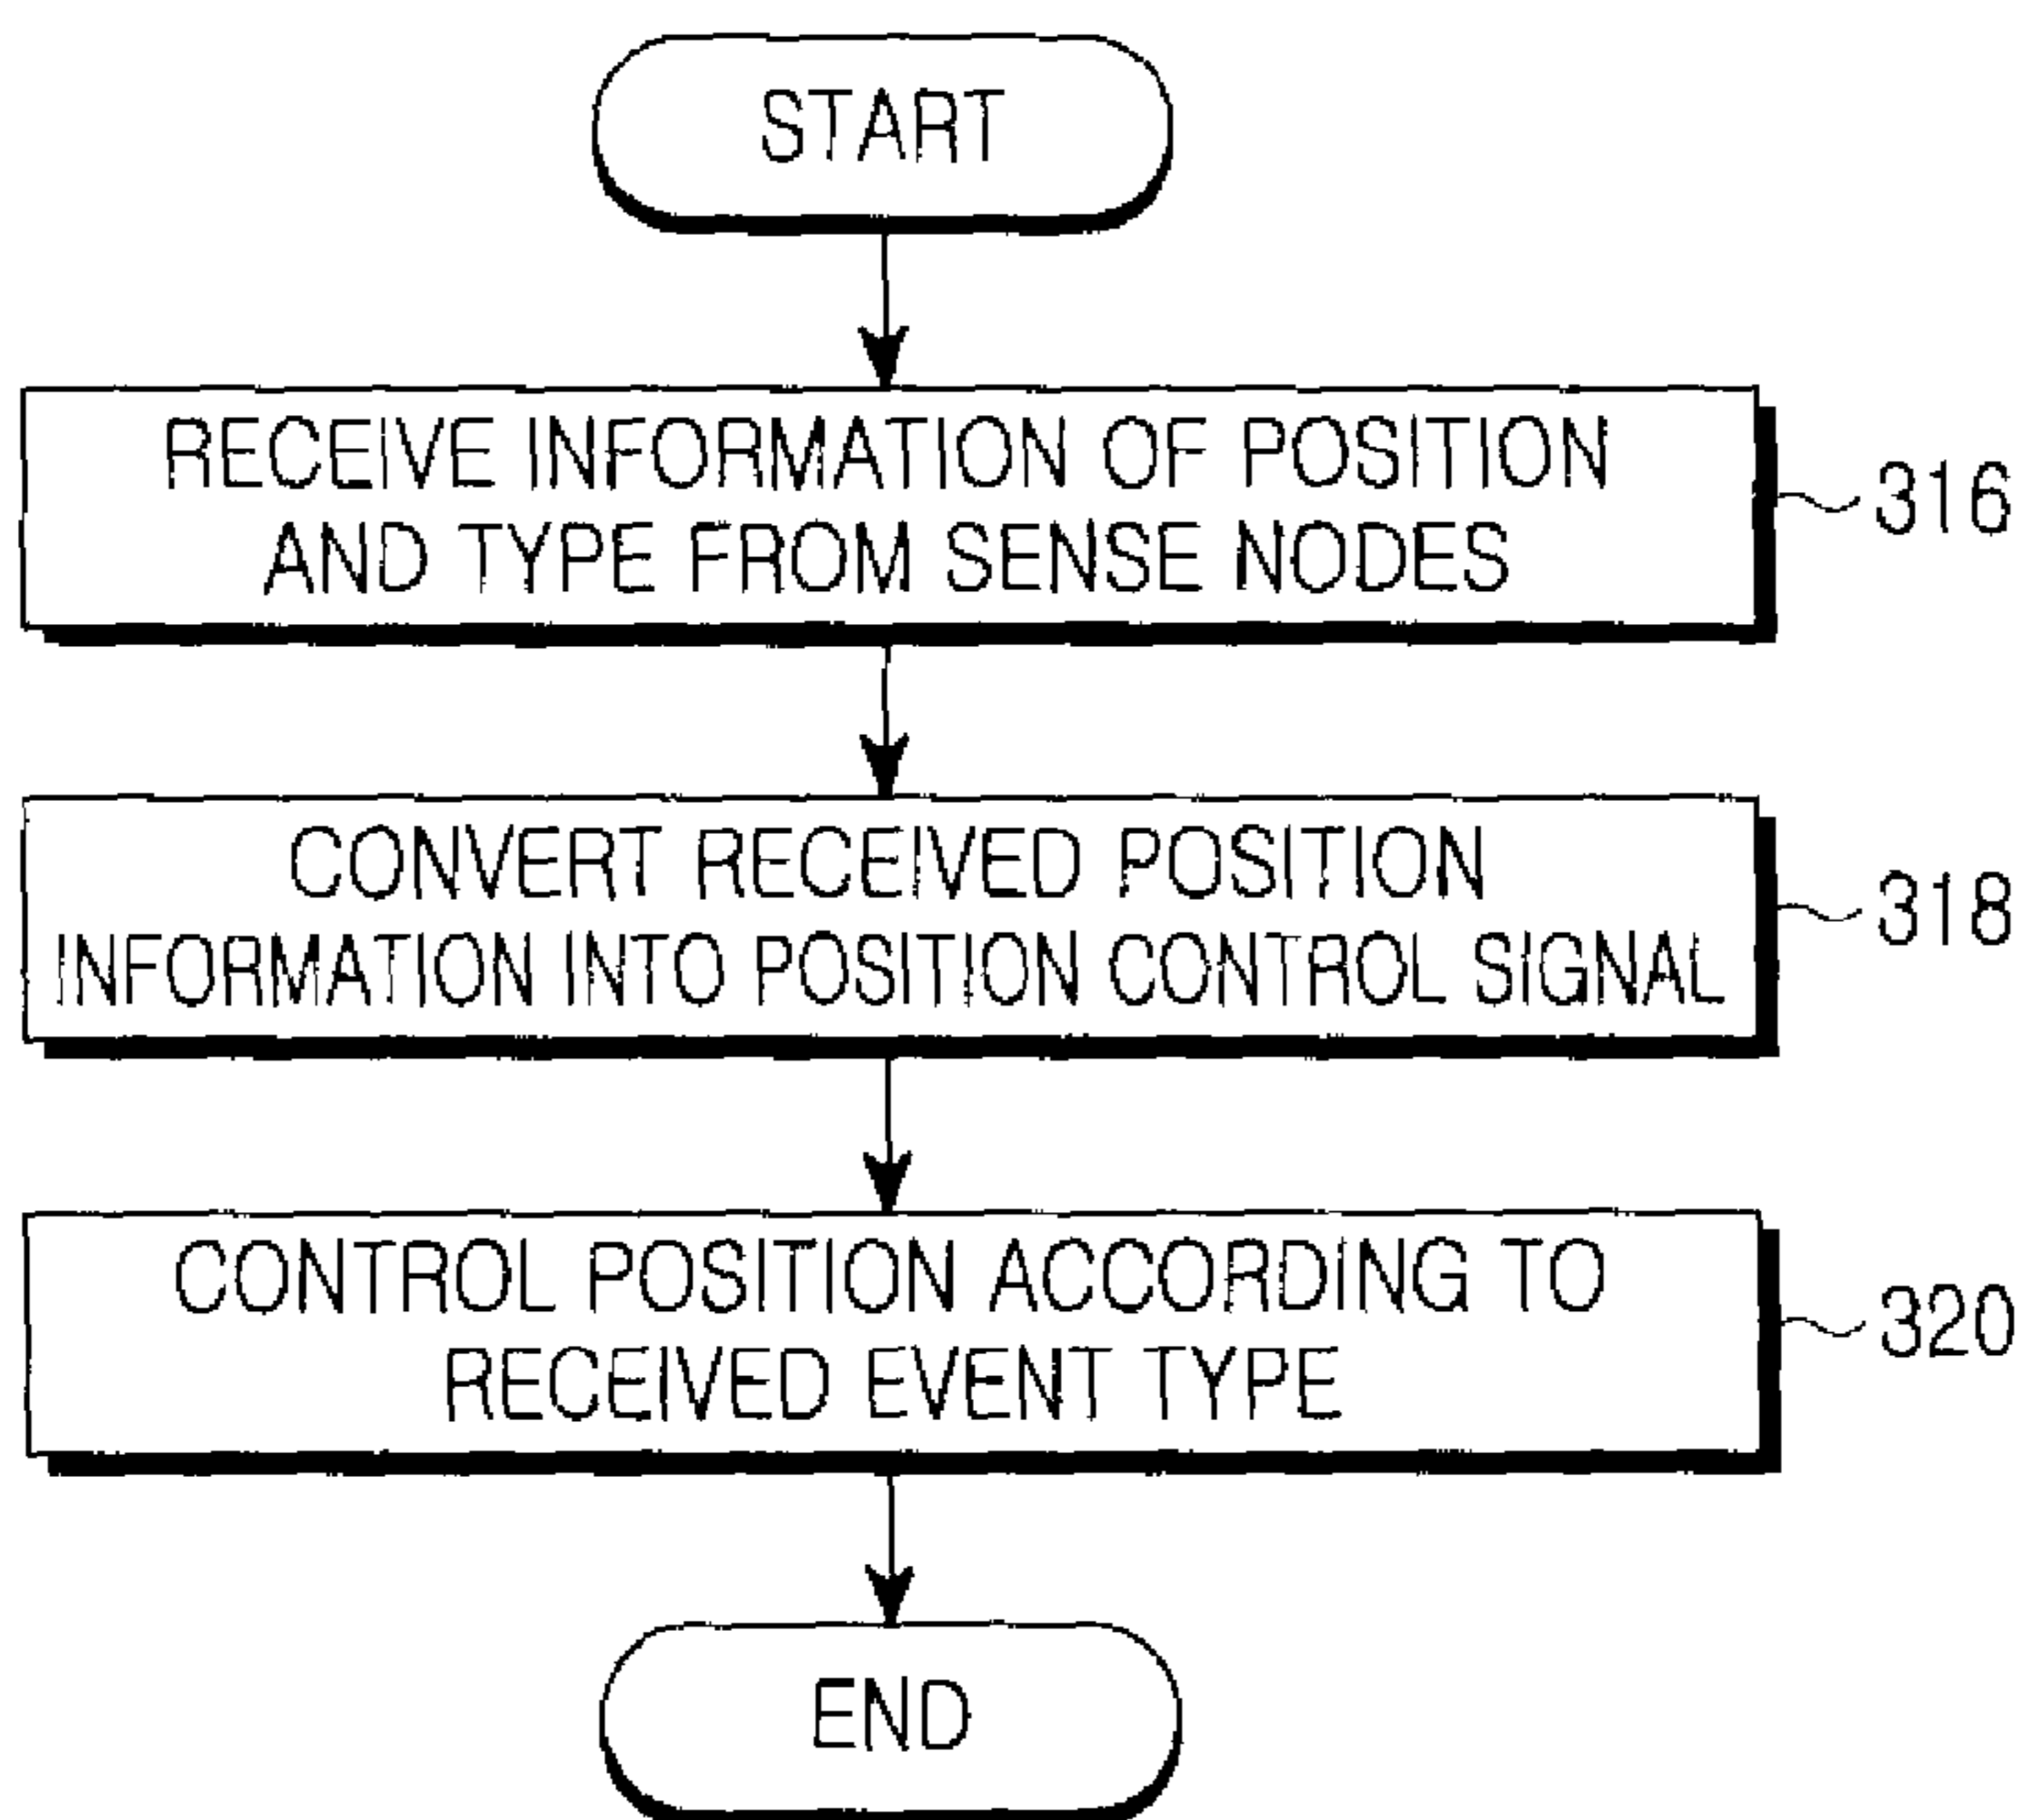 START
RECEIVE INFORMATION OF POSITION
AND TYPE FROM SENSE NODES
316
CONVERT RECEIVED POSITION
INFORMATION INTO POSITION CONTROL SIGNAL
318
CONTROL POSITION ACCORDING TO
RECEIVED EVENT TYPE
320
END